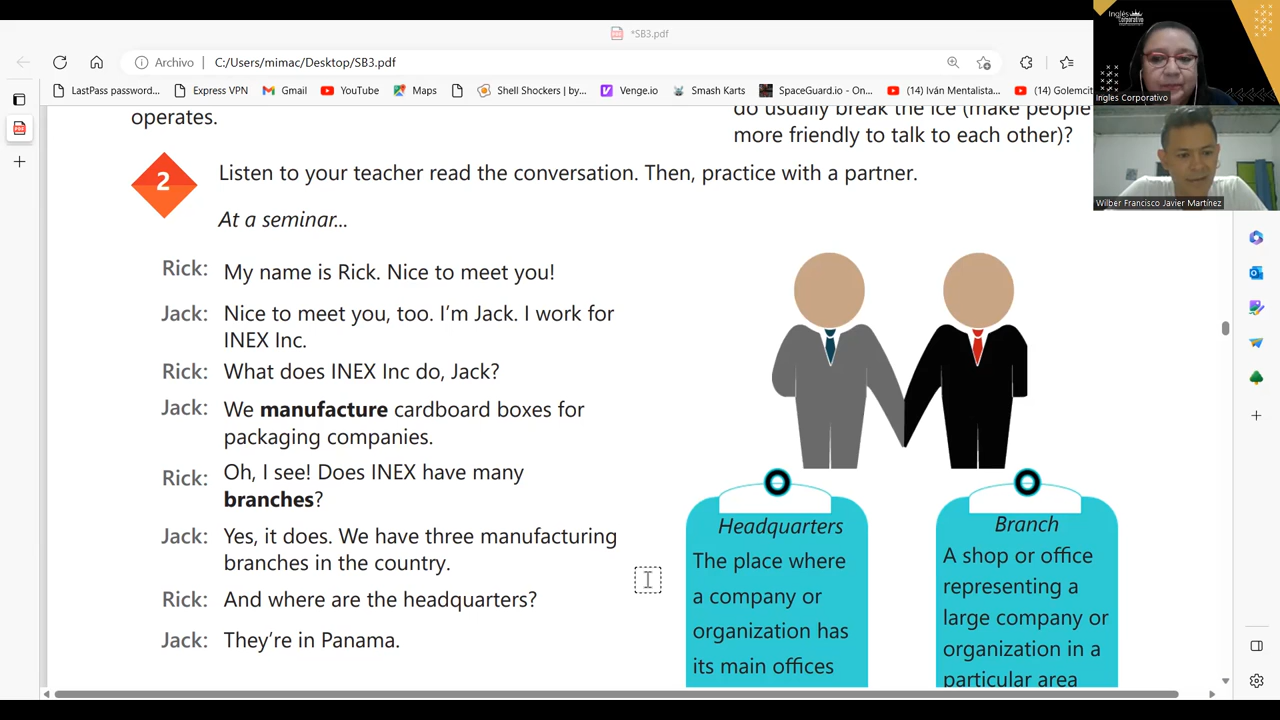 *SB3.pdf
Archivo
C:/Users/mimac/Desktop/SB3.pdf
LastPass password...
Express VPN
Gmail
YouTube
Maps
Shell Shockers | by...
Venge.io
Smash Karts
SpaceGuard.io - On...
(14) Iván Mentalista...
(14) Golemcit
Inglés
Corporativo
Ingles Corporativo
Wilber Francisco Javier Martínez
operates.
do usually break the ice (make people
more friendly to talk to each other)?
2
Listen to your teacher read the conversation. Then, practice with a partner.
At a seminar...
Rick: My name is Rick. Nice to meet you!
Jack: Nice to meet you, too. I'm Jack. I work for
INEX Inc.
Rick: What does INEX Inc do, Jack?
Jack: We manufacture cardboard boxes for
packaging companies.
Rick: Oh, I see! Does INEX have many
branches?
Jack: Yes, it does. We have three manufacturing
branches in the country.
Rick: And where are the headquarters?
Jack: They're in Panama.
Headquarters
The place where
a company or
organization has
its main offices
Branch
A shop or office
representing a
large company or
organization in a
particular area